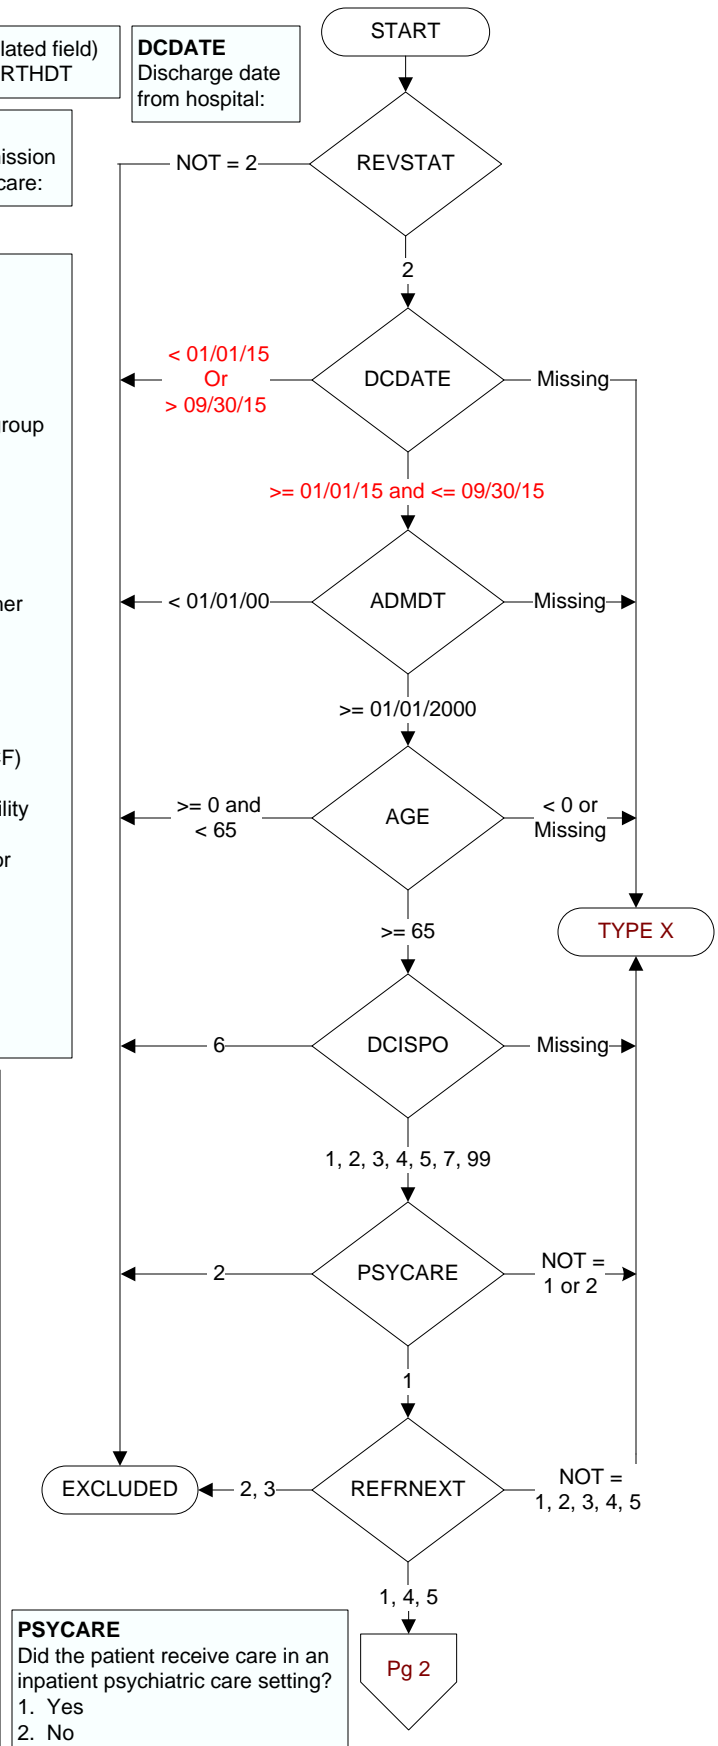 lated field)
RTHDT
DCDATE
Discharge date
from hospital:
START
ission
care:
NOT = 2
REVSTAT
2
< 01/01/15
Or
> 09/30/15
DCDATE
Missing
roup
>= 01/01/15 and <= 09/30/15
ner
< 01/01/00
ADMDT
Missing
>= 01/01/2000
F)
ility
or
>= 0 and
< 65
AGE
< 0 or
Missing
>= 65
TYPE X
6
DCISPO
Missing
1, 2, 3, 4, 5, 7, 99
2
PSYCARE
NOT =
1 or 2
1
EXCLUDED
2, 3
REFRNEXT
NOT =
1, 2, 3, 4, 5
1, 4, 5
Pg 2
PSYCARE
Did the patient receive care in an
inpatient psychiatric care setting?
1. Yes
2. No